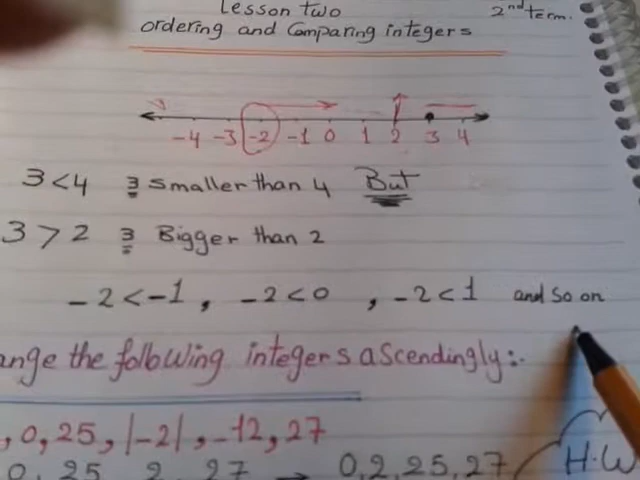 Lesson two 2nd term.
ordering and Comparing integers
-4 -3 -2 -1 0 1 2 3 4
3 < 4 3 smaller than 4 But
3 > 2 3 Bigger than 2
-2 < -1 , -2 < 0 , -2 < 1 and so on
ange the following integers ascendingly:-
, 0, 25, |-2|, -12, 27
0, 25 2 27 → 0,2,25,27 H.W